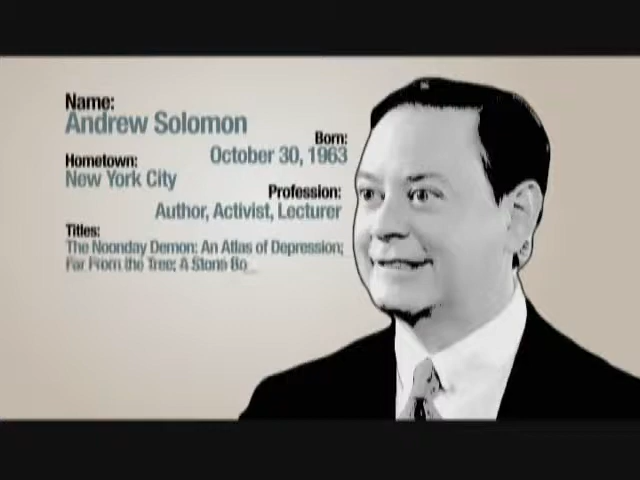 Name:
Andrew Solomon
Born:
October 30, 1963
Hometown:
New York City
Profession:
Author, Activist, Lecturer
Titles:
The Noonday Demon: An Atlas of Depression;
Far From the Tree; A Stone Bo